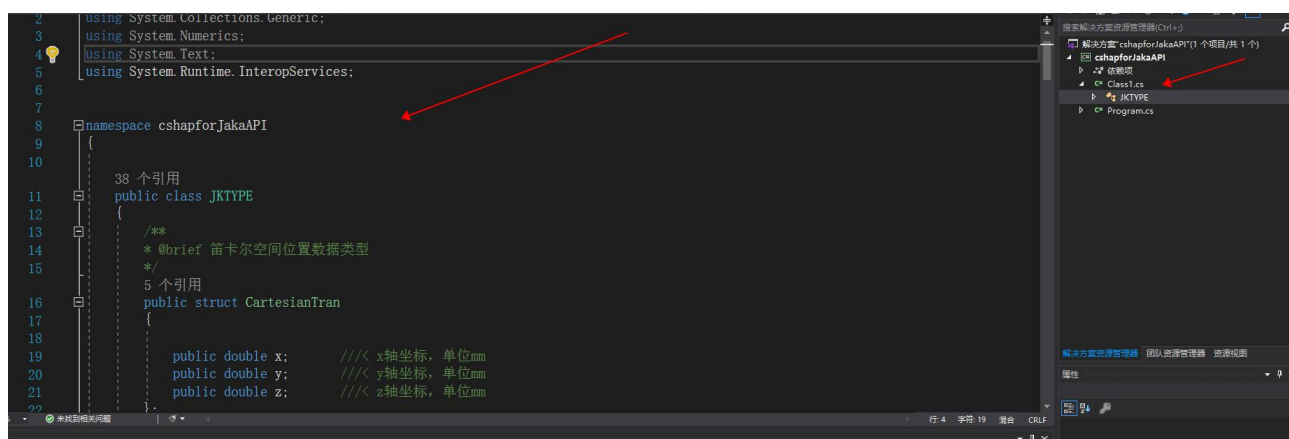 2 using System.Collections.Generic;
3 using System.Numerics;
4 using System.Text;
5 using System.Runtime.InteropServices;
6
7
8 namespace cshapforJakaAPI
9 {
10
38 个引用
11 public class JKTYPE
12 {
13 /**
14 * @brief 笛卡尔空间位置数据类型
15 */
5 个引用
16 public struct CartesianTran
17 {
18
19 public double x; ///< x轴坐标，单位mm
20 public double y; ///< y轴坐标，单位mm
21 public double z; ///< z轴坐标，单位mm
22 };
未找到相关问题
行: 4 字符: 19 混合 CRLF
搜索解决方案资源管理器(Ctrl+;)
解决方案"cshapforJakaAPI"(1 个项目/共 1 个)
cshapforJakaAPI
依赖项
C# Class1.cs
JKTYPE
C# Program.cs
解决方案资源管理器 团队资源管理器 资源视图
属性